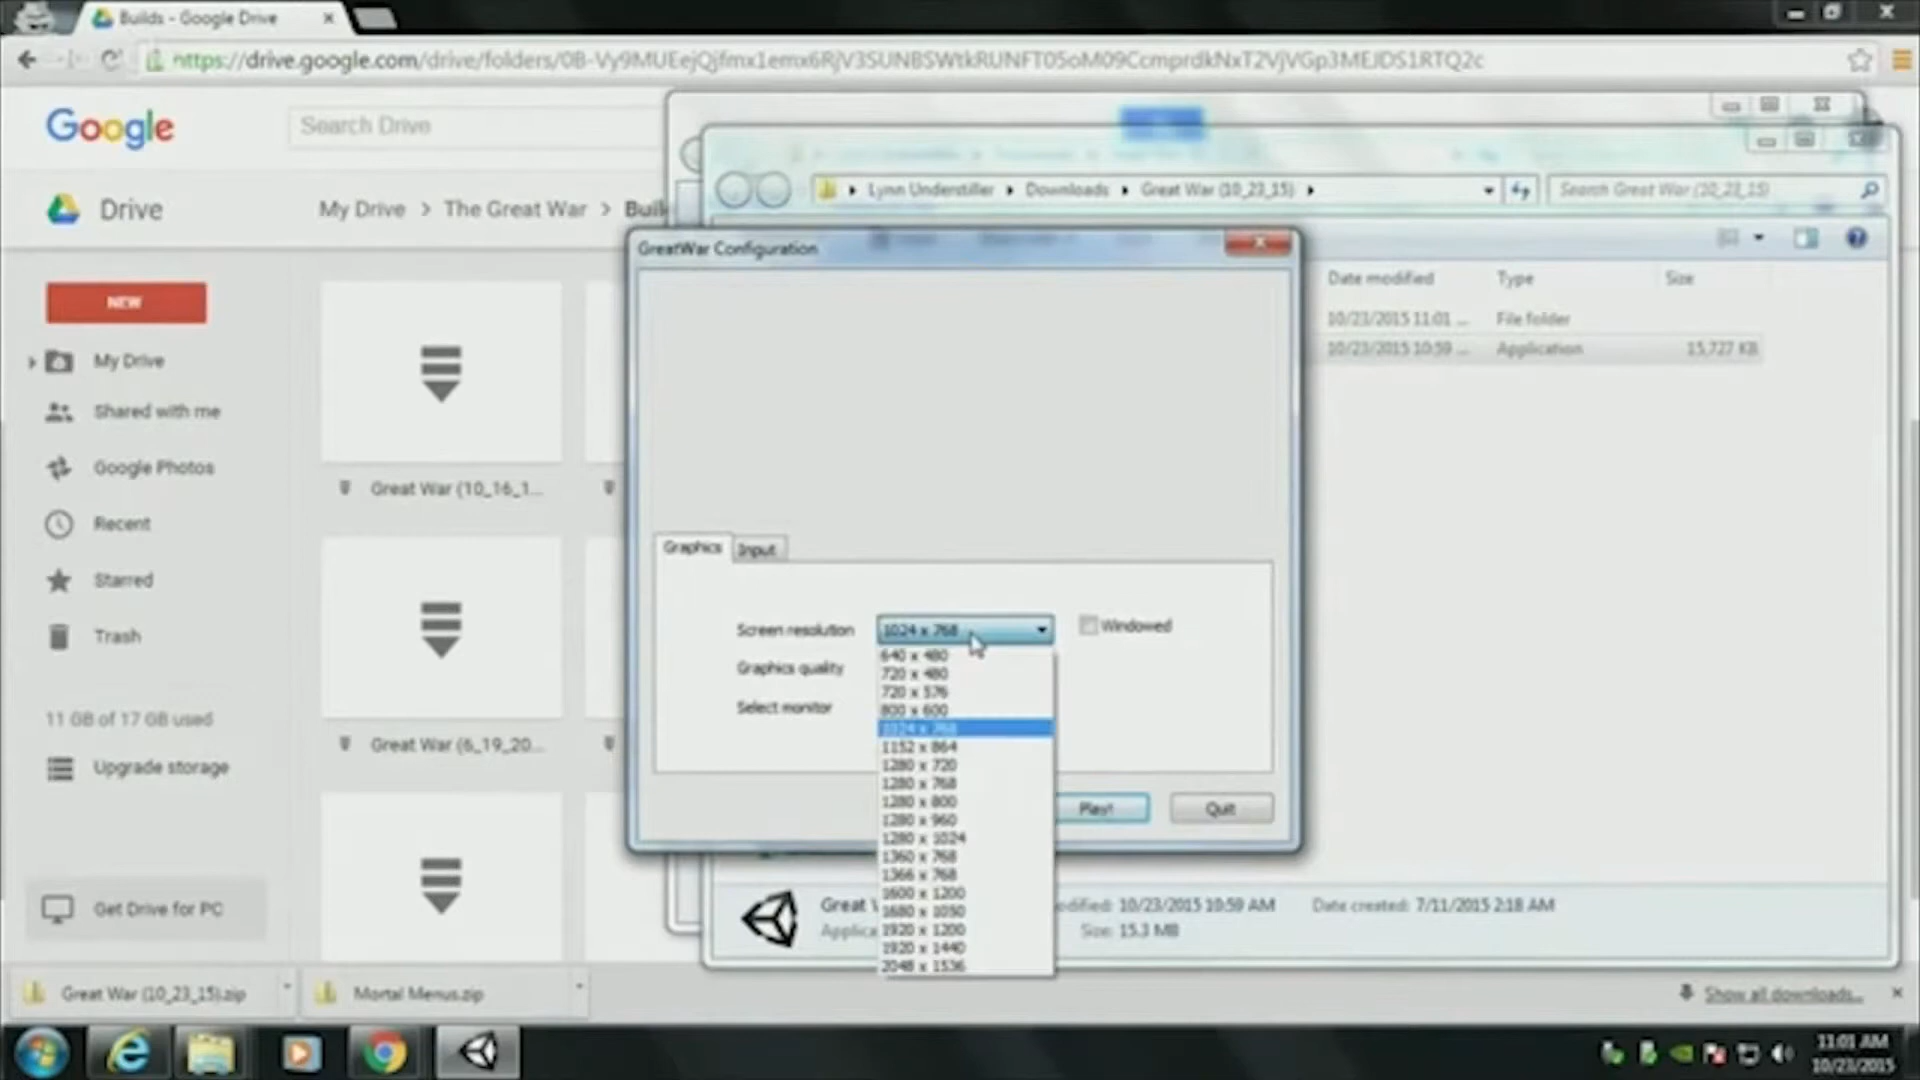 Builds - Google Drive
https://drive.google.com/drive/folders/
Google
Search Drive
Drive
My Drive > The Great War >
Lynn Understiller
Downloads
Great War (10_23_15)
Search Great War (10_23_15)
GreatWar Configuration
Date modified
Type
Size
10/23/2015 11:01 ...
File folder
10/23/2015 10:59 ...
Application
15,727 KB
NEW
My Drive
Shared with me
Google Photos
Recent
Starred
Trash
11 GB of 17 GB used
Upgrade storage
Get Drive for PC
Great War (10_16_1...
Great War (6_19_20...
Graphics
Input
Screen resolution
1024 x 768
Windowed
Graphics quality
Select monitor
640 x 480
720 x 480
720 x 576
800 x 600
1024 x 768
1152 x 864
1280 x 720
1280 x 768
1280 x 800
1280 x 960
1280 x 1024
1360 x 768
1366 x 768
1600 x 1200
1680 x 1050
1920 x 1200
1920 x 1440
2048 x 1536
Play!
Quit
Great
10/23/2015 10:59 AM
Date created: 7/11/2015 2:18 AM
Size: 15.3 MB
Great War (10_23_15).zip
Mortal Menus.zip
Show all downloads...
11:01 AM
10/23/2015